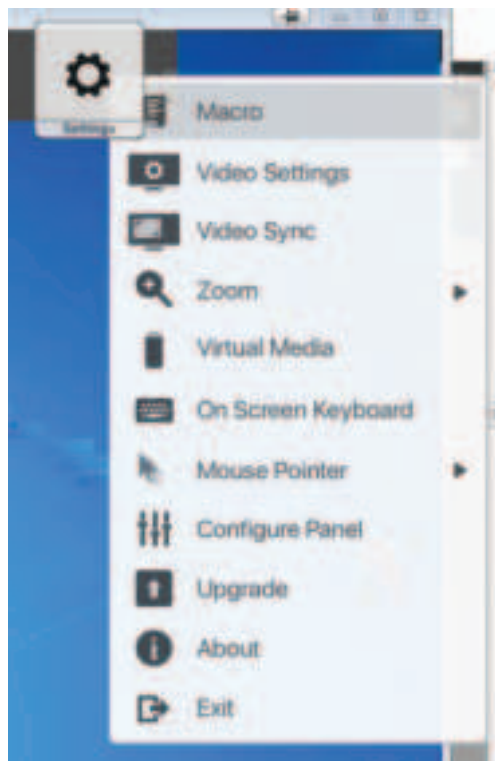 Settings
Macro
Video Settings
Video Sync
Zoom
Virtual Media
On Screen Keyboard
Mouse Pointer
Configure Panel
Upgrade
About
Exit